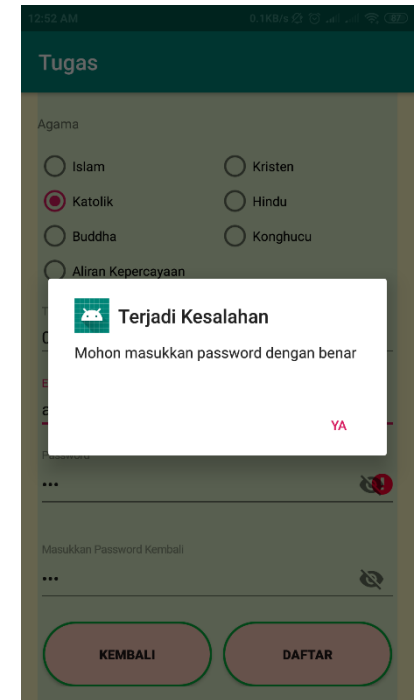 12:52 AM 0.1KB/s 87
Tugas
Agama
Islam Kristen
Katolik Hindu
Buddha Konghucu
Aliran Kepercayaan
Terjadi Kesalahan
Mohon masukkan password dengan benar
YA
Password
•••
Masukkan Password Kembali
•••
KEMBALI DAFTAR